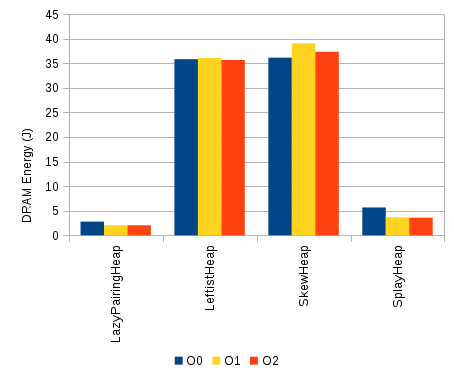 45
40
35
30
25
20
15
10
5
0
DRAM Energy (J)
LazyPairingHeap
LeftistHeap
SkewHeap
SplayHeap
O0 O1 O2